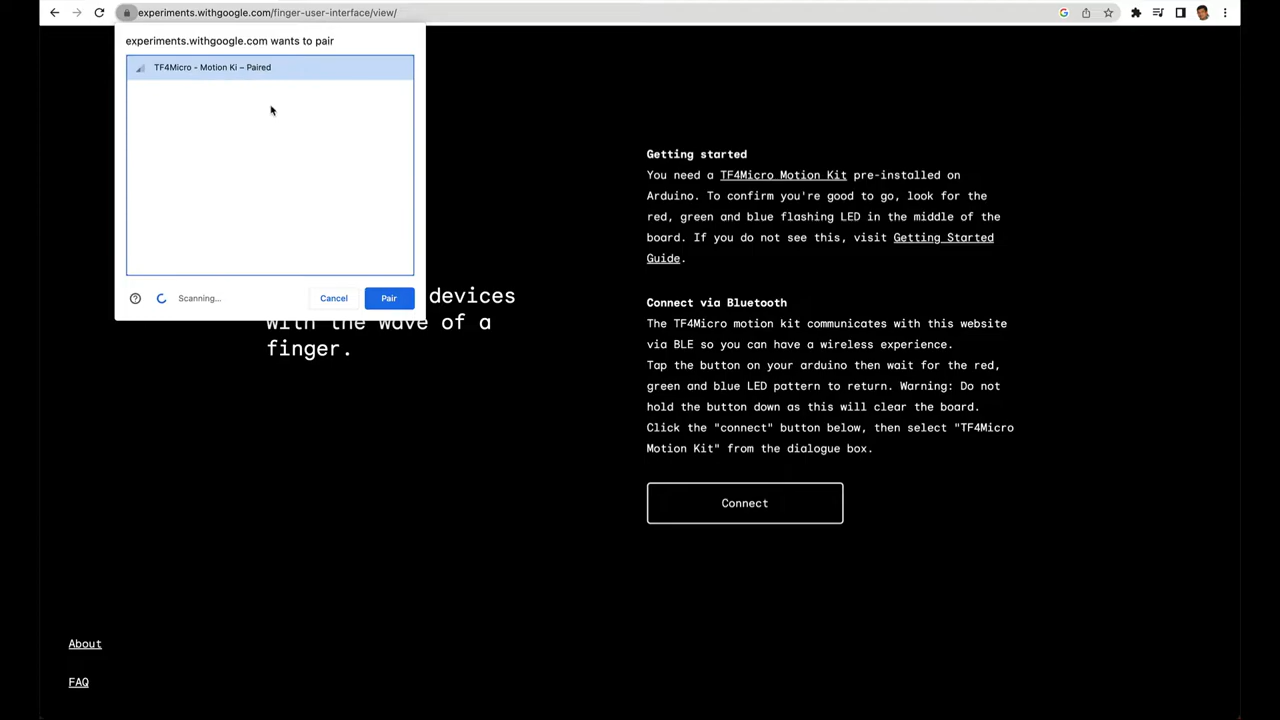 experiments.withgoogle.com/finger-user-interface/view/
experiments.withgoogle.com wants to pair
TF4Micro - Motion Ki – Paired
Scanning...
Cancel
Pair
devices
with the wave of a
finger.
Getting started
You need a TF4Micro Motion Kit pre-installed on
Arduino. To confirm you're good to go, look for the
red, green and blue flashing LED in the middle of the
board. If you do not see this, visit Getting Started
Guide.
Connect via Bluetooth
The TF4Micro motion kit communicates with this website
via BLE so you can have a wireless experience.
Tap the button on your arduino then wait for the red,
green and blue LED pattern to return. Warning: Do not
hold the button down as this will clear the board.
Click the "connect" button below, then select "TF4Micro
Motion Kit" from the dialogue box.
Connect
About
FAQ